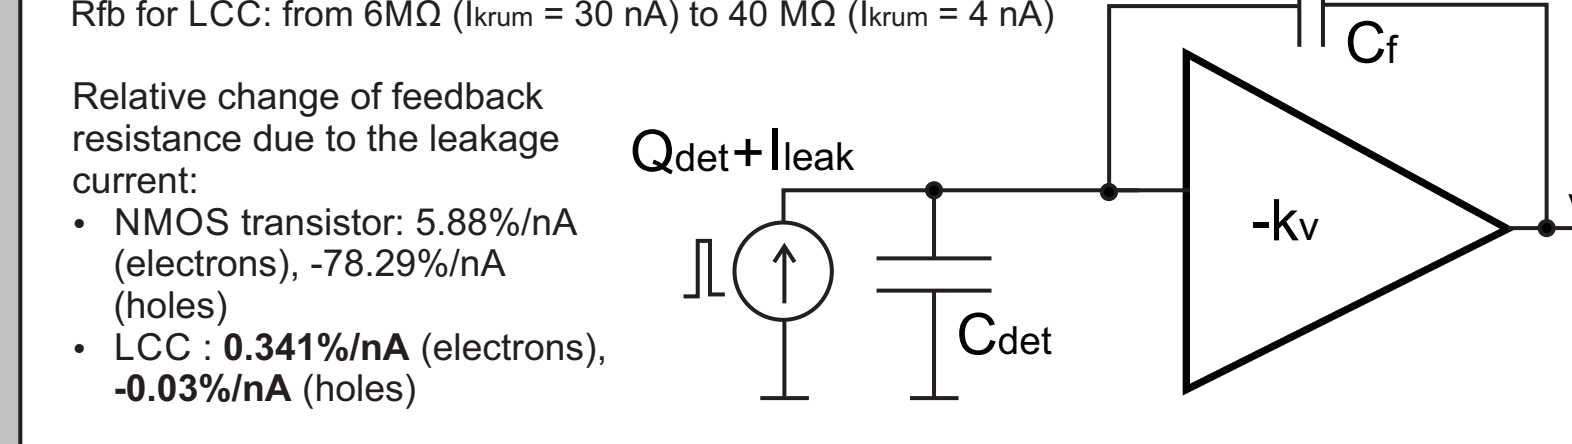 Rfb for LCC: from 6MΩ (Ikrum = 30 nA) to 40 MΩ (Ikrum = 4 nA)
Relative change of feedback
resistance due to the leakage
current:
• NMOS transistor: 5.88%/nA
(electrons), -78.29%/nA
(holes)
• LCC : 0.341%/nA (electrons),
-0.03%/nA (holes)
Cf
Qdet+Ileak
-kv
Cdet